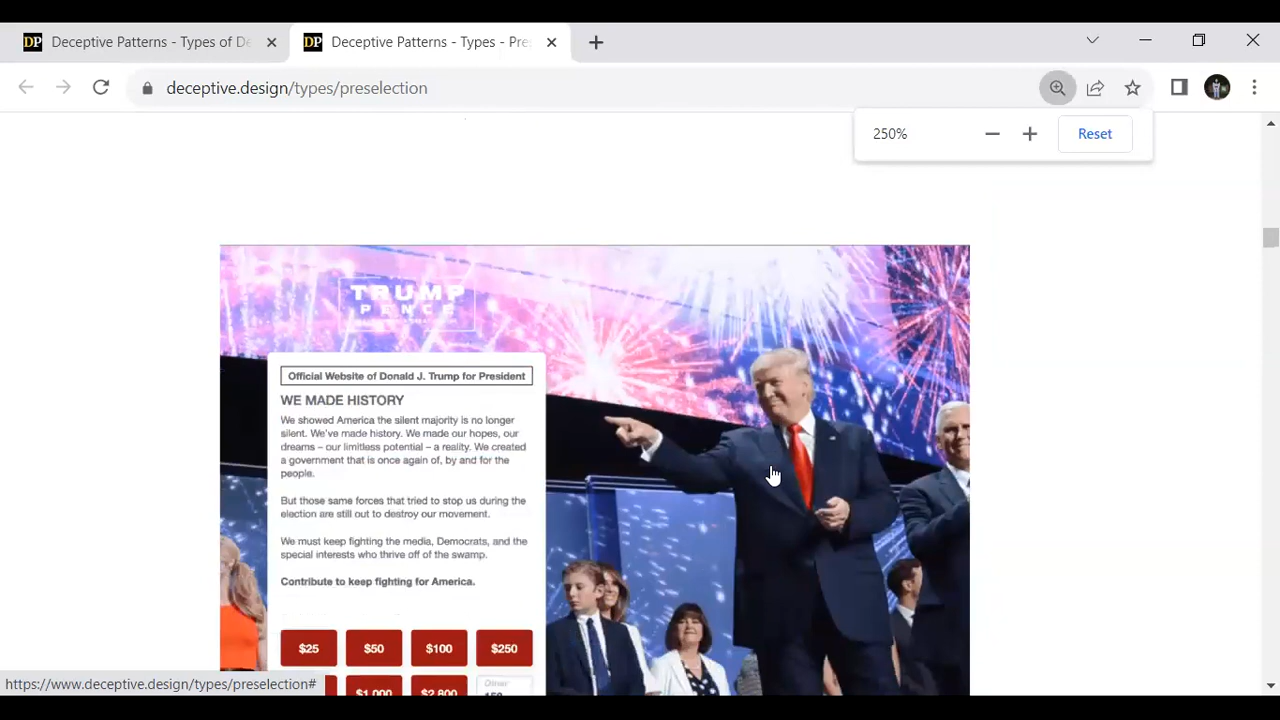 DP Deceptive Patterns - Types of De
DP Deceptive Patterns - Types - Pres
deceptive.design/types/preselection
250%
Reset
TRUMP
PENCE
Official Website of Donald J. Trump for President
WE MADE HISTORY
We showed America the silent majority is no longer
silent. We've made history. We made our hopes, our
dreams – our limitless potential – a reality. We created
a government that is once again of, by and for the
people.
But those same forces that tried to stop us during the
election are still out to destroy our movement.
We must keep fighting the media, Democrats, and the
special interests who thrive off of the swamp.
Contribute to keep fighting for America.
$25 $50 $100 $250
$1,000 $2,800 Other
https://www.deceptive.design/types/preselection#